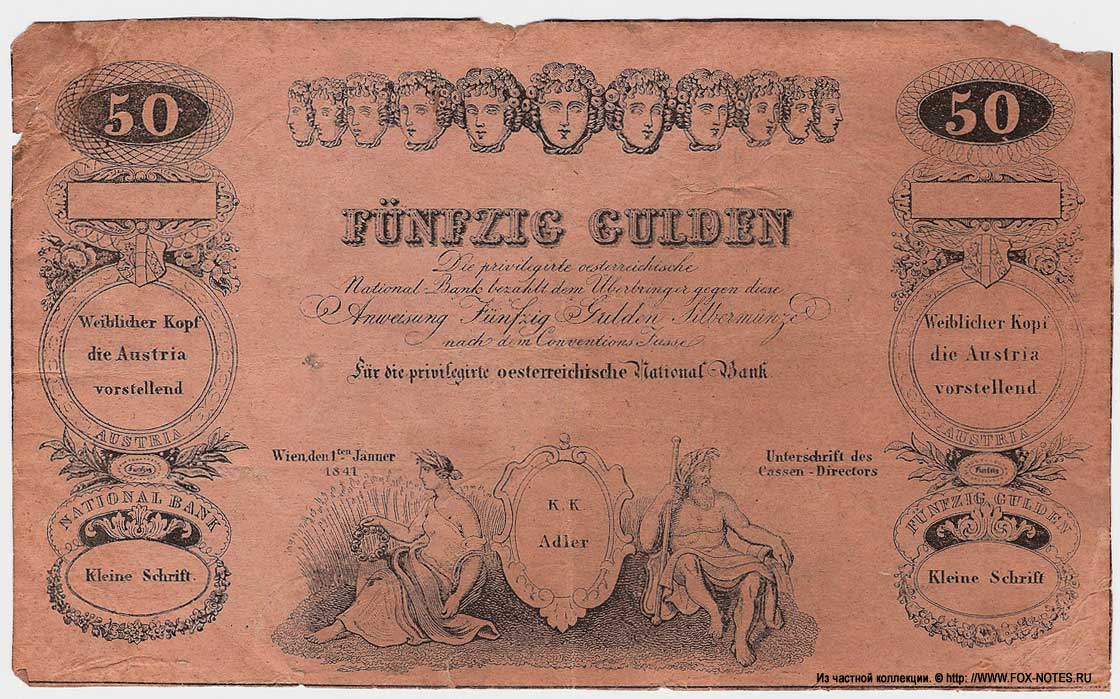 50
50
FÜNFZIG GULDEN
Die privilegirte oesterreichische
National-Bank bezahlt dem Überbringer gegen diese
Anweisung Fünfzig Gulden Silbermünze
nach dem Conventions Fusse.
Für die privilegirte oesterreichische National-Bank
Weiblicher Kopf
die Austria
vorstellend
AUSTRIA
Weiblicher Kopf
die Austria
vorstellend.
AUSTRIA
Wien, den 1ten Jänner
1841
Unterschrift des
Cassen-Directors
Fünfzig
Fünfzig
NATIONAL BANK
Kleine Schrift.
K. K.
Adler
FÜNFZIG GULDEN
Kleine Schrift
Из частной коллекции. © http: //WWW.FOX-NOTES.RU